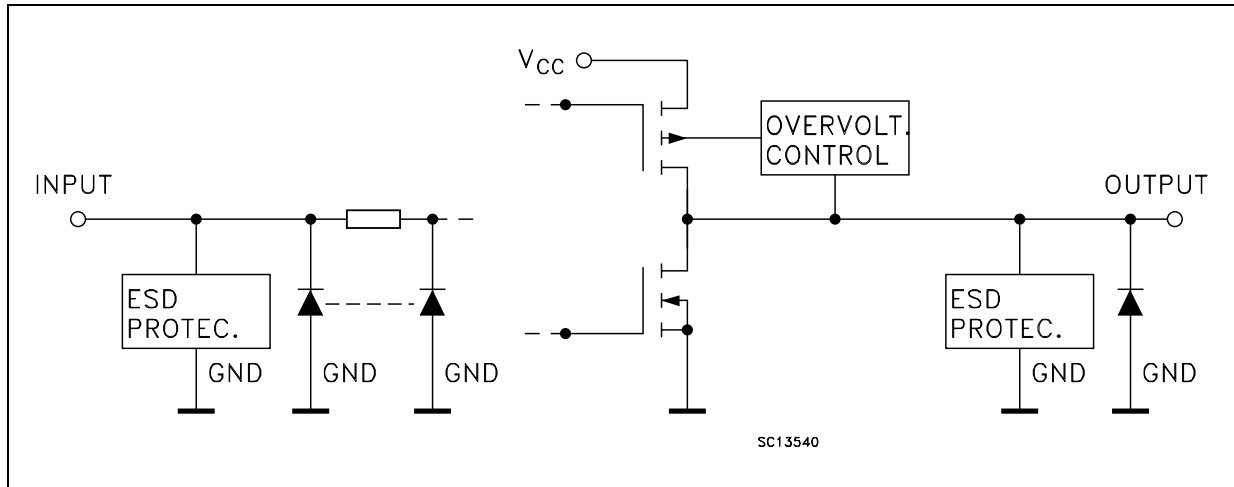 VCC
OVERVOLT.
CONTROL
INPUT
OUTPUT
ESD
PROTEC.
ESD
PROTEC.
GND
GND
GND
GND
GND
SC13540